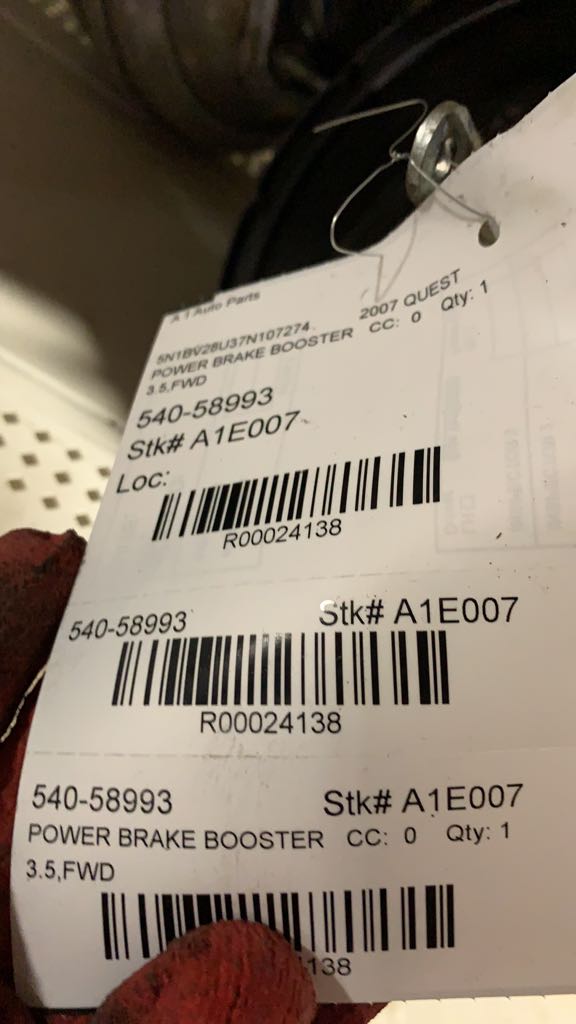 A 1 Auto Parts
2007 QUEST
5N1BV28U37N107274
POWER BRAKE BOOSTER CC: 0 Qty: 1
3.5,FWD
540-58993
Stk# A1E007
Loc:
R00024138
540-58993 Stk# A1E007
R00024138
540-58993 Stk# A1E007
POWER BRAKE BOOSTER CC: 0 Qty: 1
3.5,FWD
138